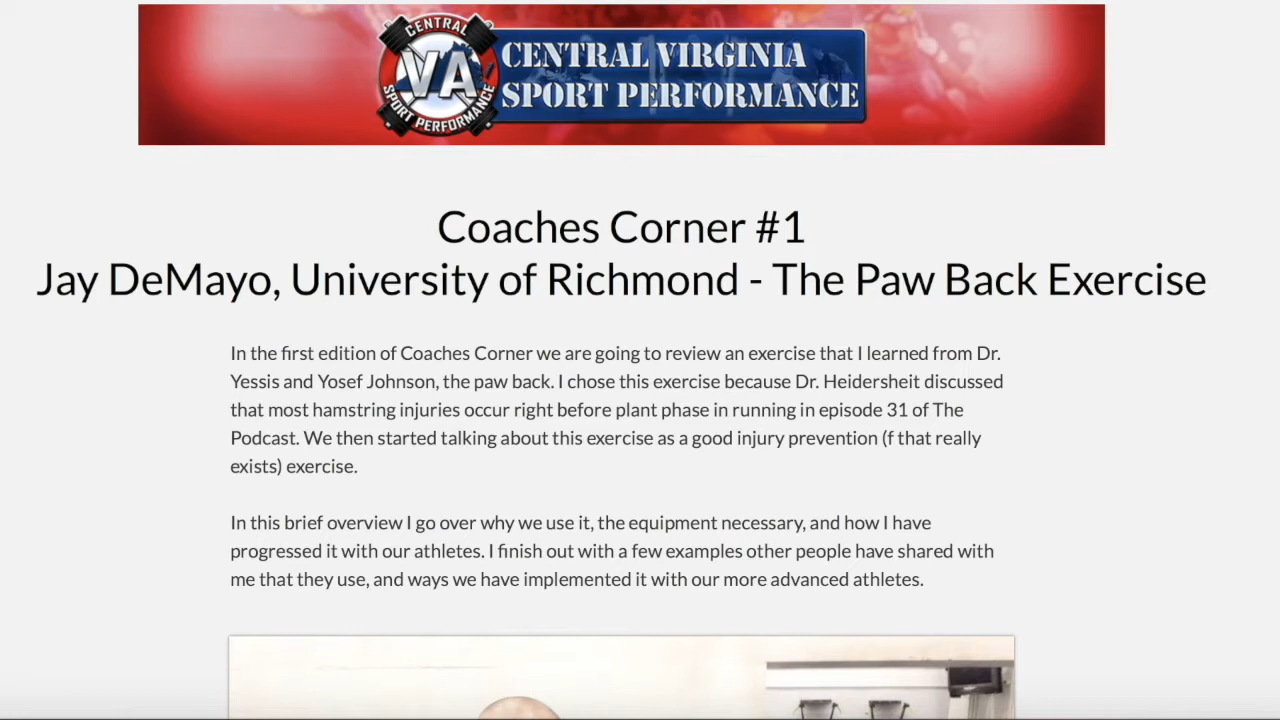 CENTRAL
VA
SPORT PERFORMANCE
CENTRAL VIRGINIA
SPORT PERFORMANCE
Coaches Corner #1
Jay DeMayo, University of Richmond - The Paw Back Exercise
In the first edition of Coaches Corner we are going to review an exercise that I learned from Dr.
Yessis and Yosef Johnson, the paw back. I chose this exercise because Dr. Heidersheit discussed
that most hamstring injuries occur right before plant phase in running in episode 31 of The
Podcast. We then started talking about this exercise as a good injury prevention (f that really
exists) exercise.
In this brief overview I go over why we use it, the equipment necessary, and how I have
progressed it with our athletes. I finish out with a few examples other people have shared with
me that they use, and ways we have implemented it with our more advanced athletes.